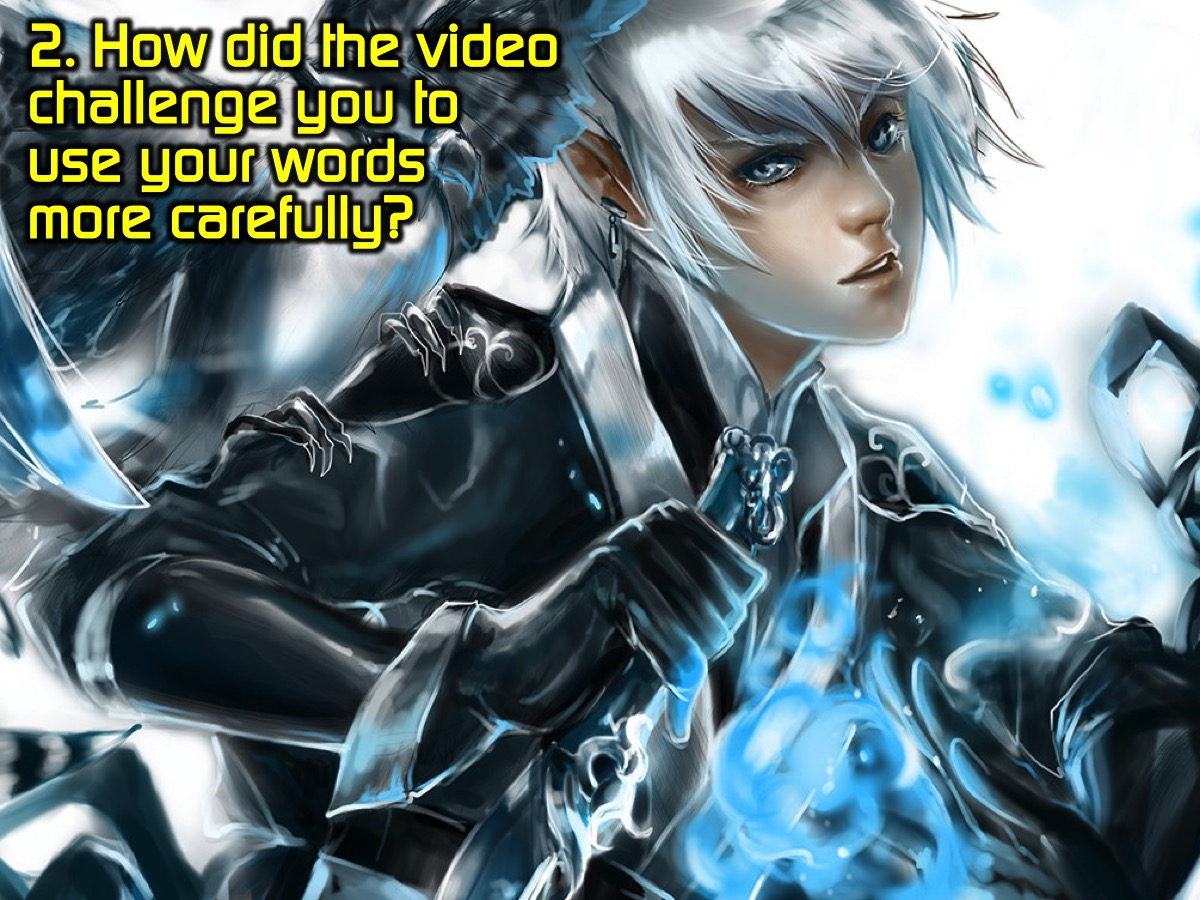 2. How did the video
challenge you to
use your words
more carefully?